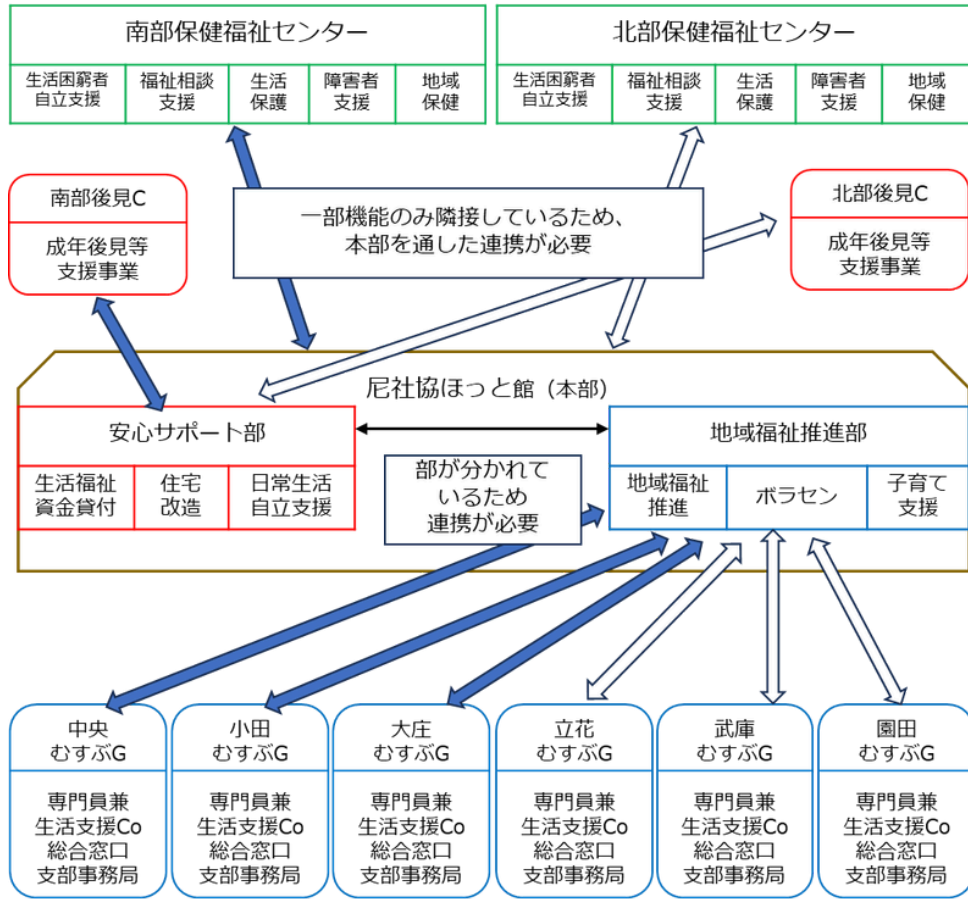 南部保健福祉センター
生活困窮者
自立支援
福祉相談
支援
生活
保護
障害者
支援
地域
保健
北部保健福祉センター
生活困窮者
自立支援
福祉相談
支援
生活
保護
障害者
支援
地域
保健
南部後見C
成年後見等
支援事業
一部機能のみ隣接しているため、
本部を通した連携が必要
北部後見C
成年後見等
支援事業
尼社協ほっと館（本部）
安心サポート部
生活福祉
資金貸付
住宅
改造
日常生活
自立支援
部が分かれて
いるため
連携が必要
地域福祉推進部
地域福祉
推進
ボラセン
子育て
支援
中央
むすぶG
専門員兼
生活支援Co
総合窓口
支部事務局
小田
むすぶG
専門員兼
生活支援Co
総合窓口
支部事務局
大庄
むすぶG
専門員兼
生活支援Co
総合窓口
支部事務局
立花
むすぶG
専門員兼
生活支援Co
総合窓口
支部事務局
武庫
むすぶG
専門員兼
生活支援Co
総合窓口
支部事務局
園田
むすぶG
専門員兼
生活支援Co
総合窓口
支部事務局